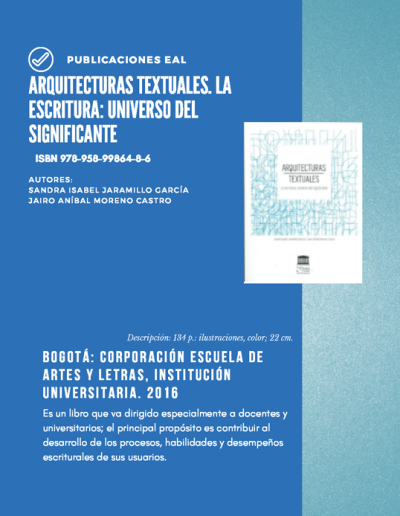 PUBLICACIONES EAL
ARQUITECTURAS TEXTUALES. LA
ESCRITURA: UNIVERSO DEL
SIGNIFICANTE
ISBN 978-958-99864-8-6
AUTORES:
SANDRA ISABEL JARAMILLO GARCÍA
JAIRO ANÍBAL MORENO CASTRO
ARQUITECTURAS
TEXTUALES
Descripción: 134 p.: ilustraciones, color; 22 cm.
BOGOTÁ: CORPORACIÓN ESCUELA DE
ARTES Y LETRAS, INSTITUCIÓN
UNIVERSITARIA. 2016
Es un libro que va dirigido especialmente a docentes y
universitarios; el principal propósito es contribuir al
desarrollo de los procesos, habilidades y desempeños
escriturales de sus usuarios.